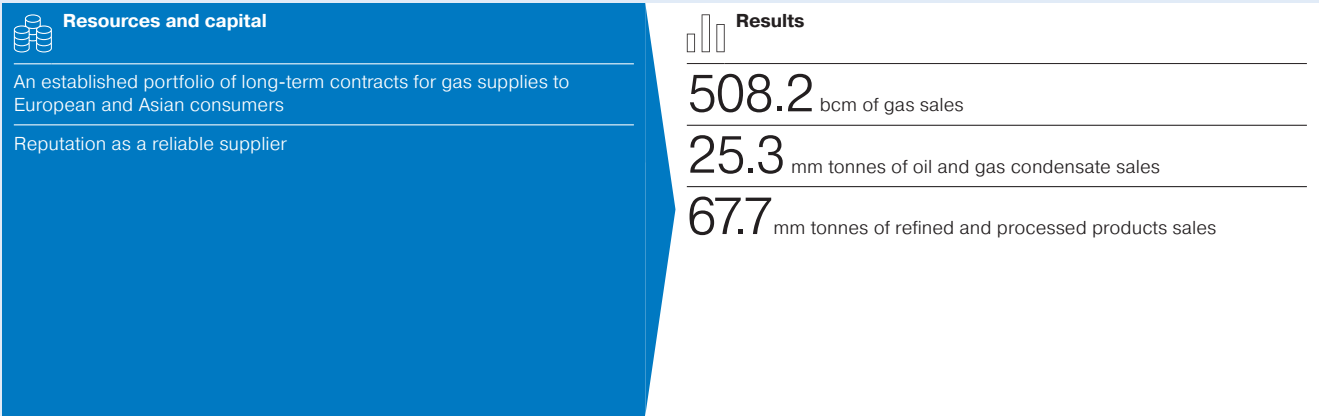 Resources and capital
An established portfolio of long-term contracts for gas supplies to
European and Asian consumers
Reputation as a reliable supplier
Results
508.2 bcm of gas sales
25.3 mm tonnes of oil and gas condensate sales
67.7 mm tonnes of refined and processed products sales